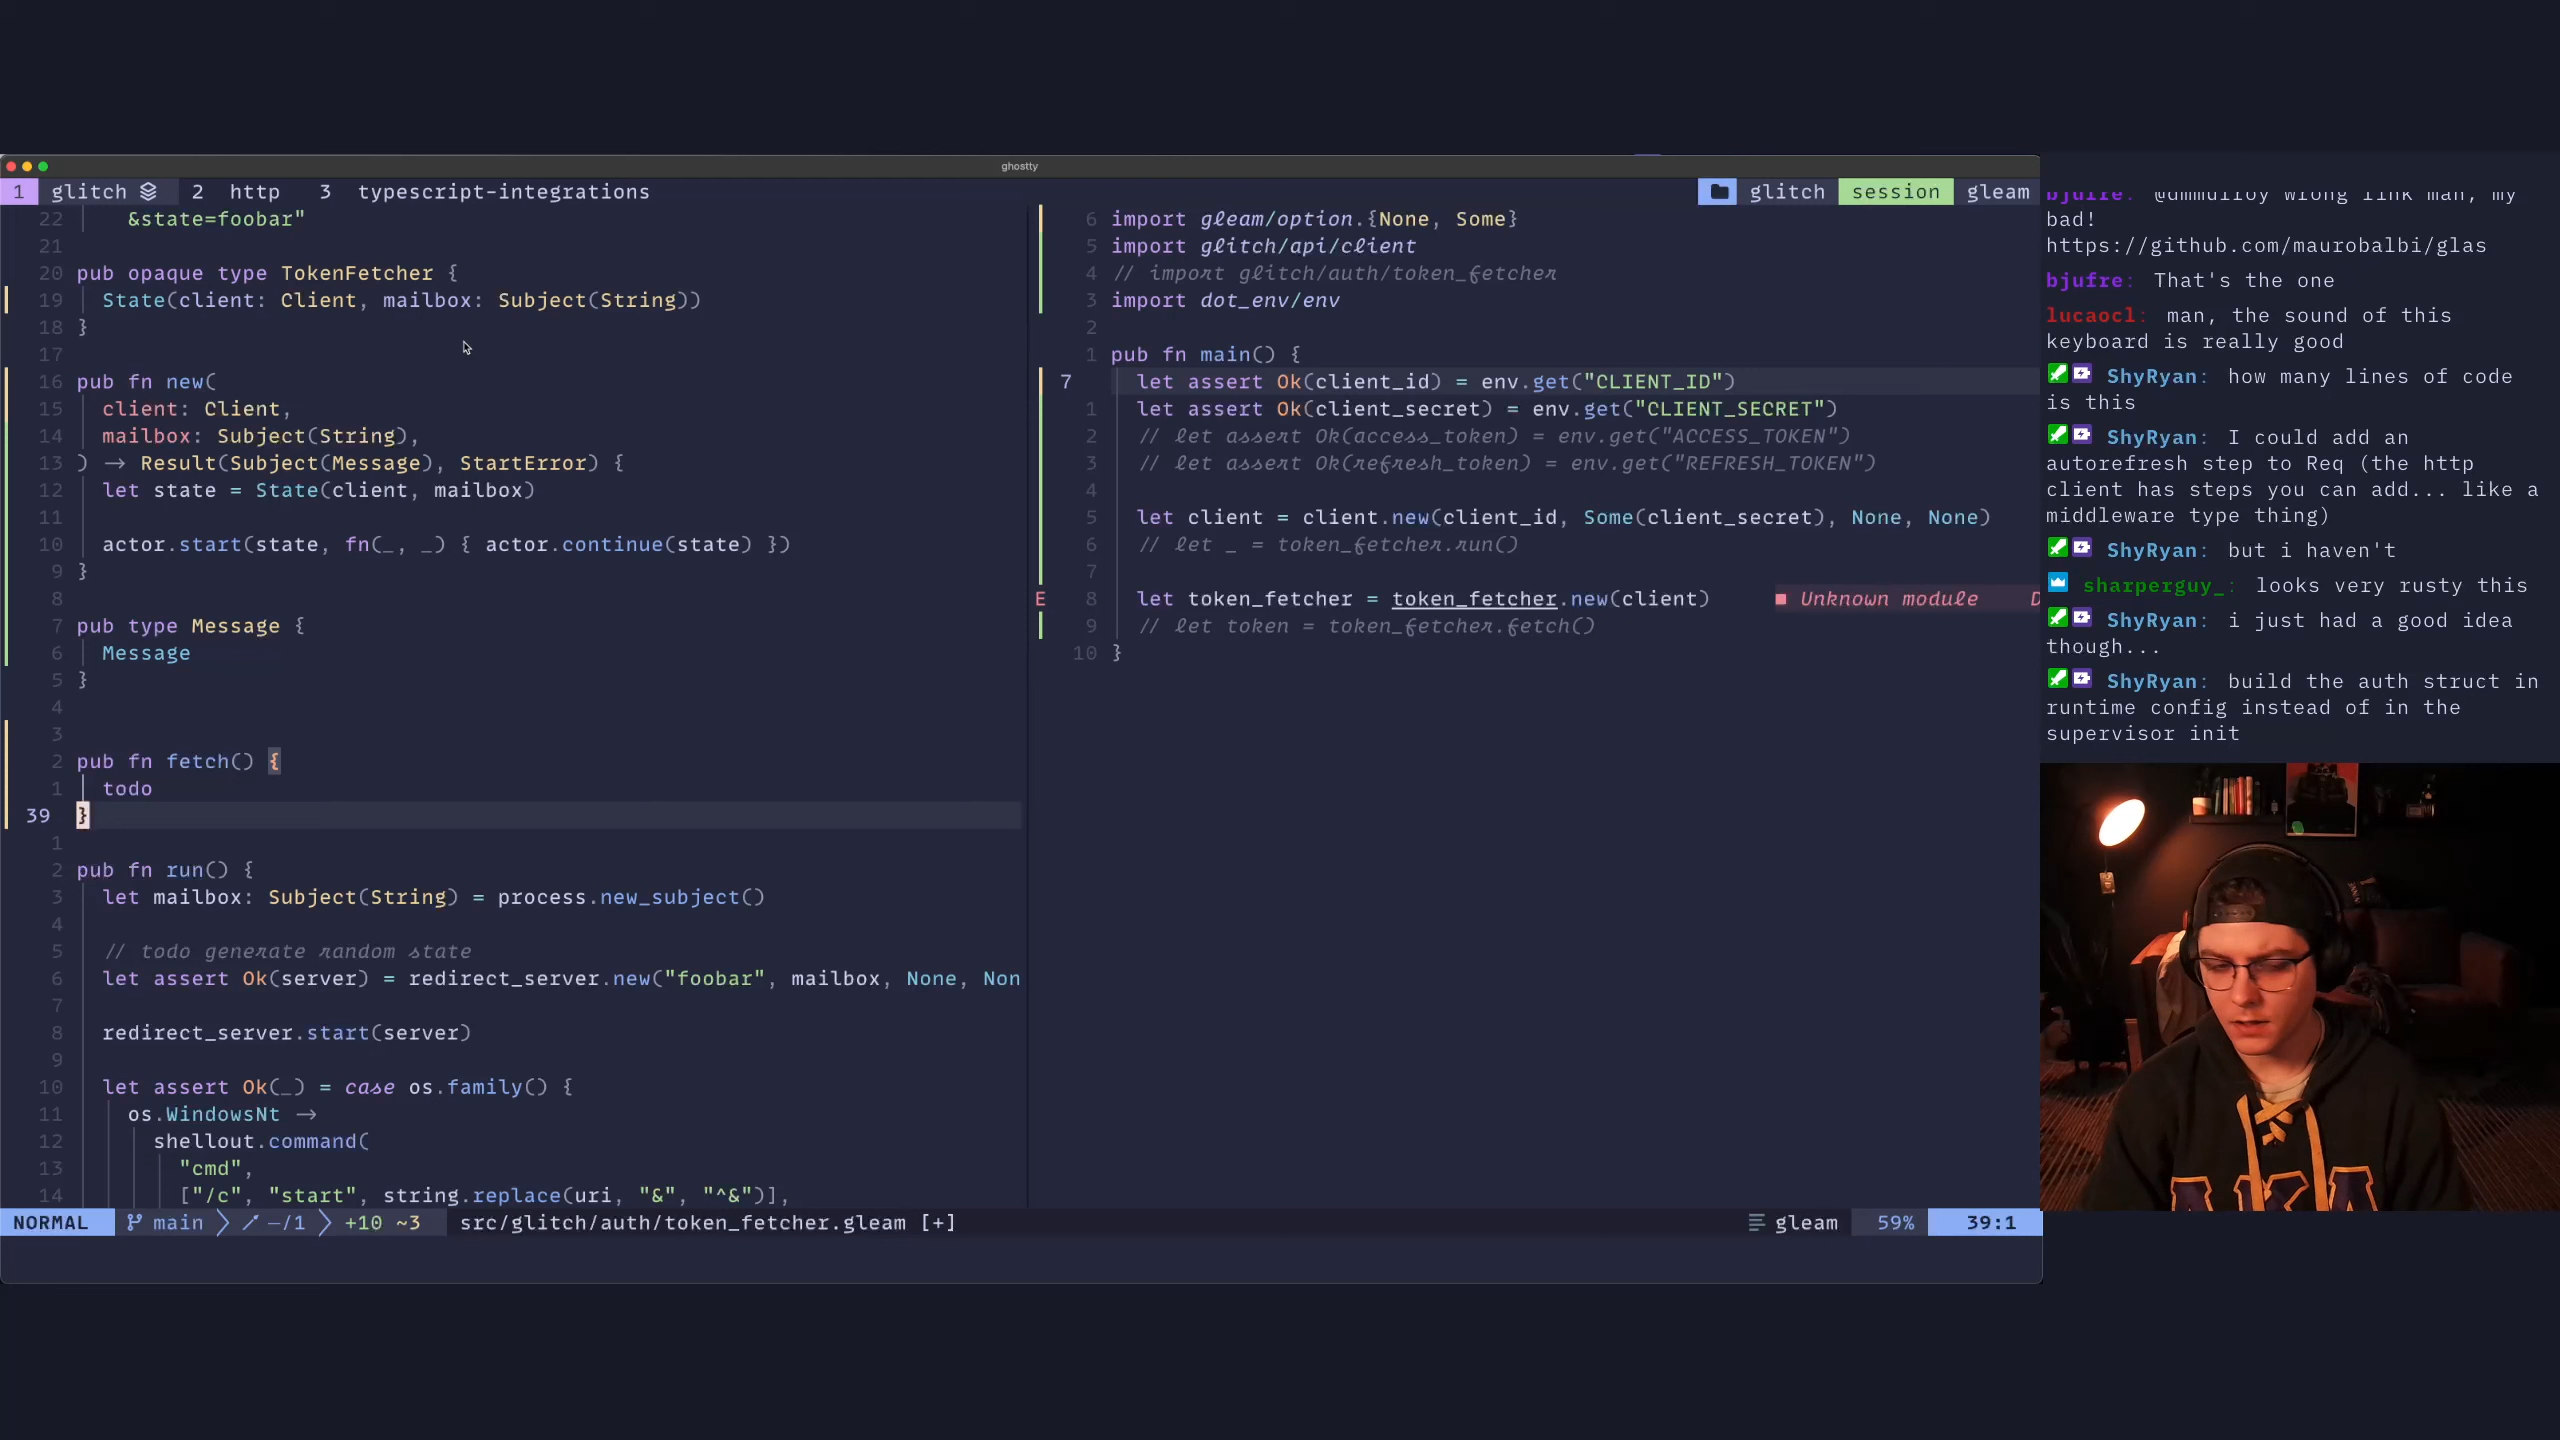 ghostty
1 glitch 2 http 3 typescript-integrations
glitch session gleam
22 &state=foobar"
21
20 pub opaque type TokenFetcher {
19 State(client: Client, mailbox: Subject(String))
18 }
17
16 pub fn new(
15 client: Client,
14 mailbox: Subject(String),
13 ) -> Result(Subject(Message), StartError) {
12 let state = State(client, mailbox)
11
10 actor.start(state, fn(_, _) { actor.continue(state) })
9 }
8
7 pub type Message {
6 Message
5 }
4
3
2 pub fn fetch() {
1 todo
39 }
1
2 pub fn run() {
3 let mailbox: Subject(String) = process.new_subject()
4
5 // todo generate random state
6 let assert Ok(server) = redirect_server.new("foobar", mailbox, None, Non
7
8 redirect_server.start(server)
9
10 let assert Ok(_) = case os.family() {
11 os.WindowsNt ->
12 shellout.command(
13 "cmd",
14 ["/c", "start", string.replace(uri, "&", "^&")],
6 import gleam/option.{None, Some}
5 import glitch/api/client
4 // import glitch/auth/token_fetcher
3 import dot_env/env
2
1 pub fn main() {
7 let assert Ok(client_id) = env.get("CLIENT_ID")
1 let assert Ok(client_secret) = env.get("CLIENT_SECRET")
2 // let assert Ok(access_token) = env.get("ACCESS_TOKEN")
3 // let assert Ok(refresh_token) = env.get("REFRESH_TOKEN")
4
5 let client = client.new(client_id, Some(client_secret), None, None)
6 // let _ = token_fetcher.run()
7
E 8 let token_fetcher = token_fetcher.new(client) ■ Unknown module D
9 // let token = token_fetcher.fetch()
10 }
NORMAL main —/1 +10 ~3 src/glitch/auth/token_fetcher.gleam [+] gleam 59% 39:1
bjufre: @dmmulroy wrong link man, my
bad!
https://github.com/maurobalbi/glas
bjufre: That's the one
lucaocl: man, the sound of this
keyboard is really good
ShyRyan: how many lines of code
is this
ShyRyan: I could add an
autorefresh step to Req (the http
client has steps you can add... like a
middleware type thing)
ShyRyan: but i haven't
sharperguy_: looks very rusty this
ShyRyan: i just had a good idea
though...
ShyRyan: build the auth struct in
runtime config instead of in the
supervisor init